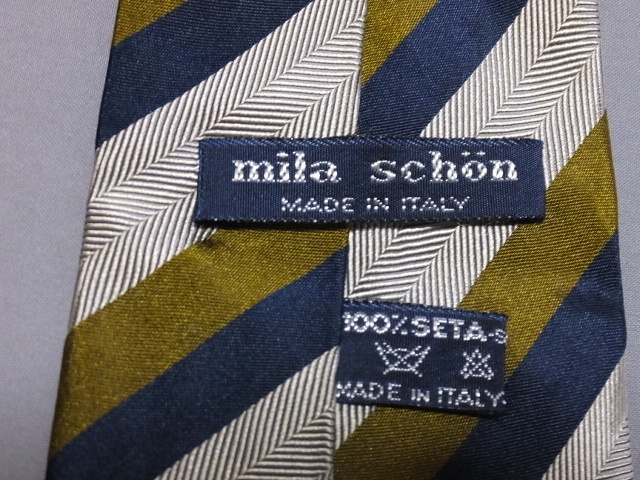 mila schön
MADE IN ITALY
100% SETA-S
MADE IN ITALY